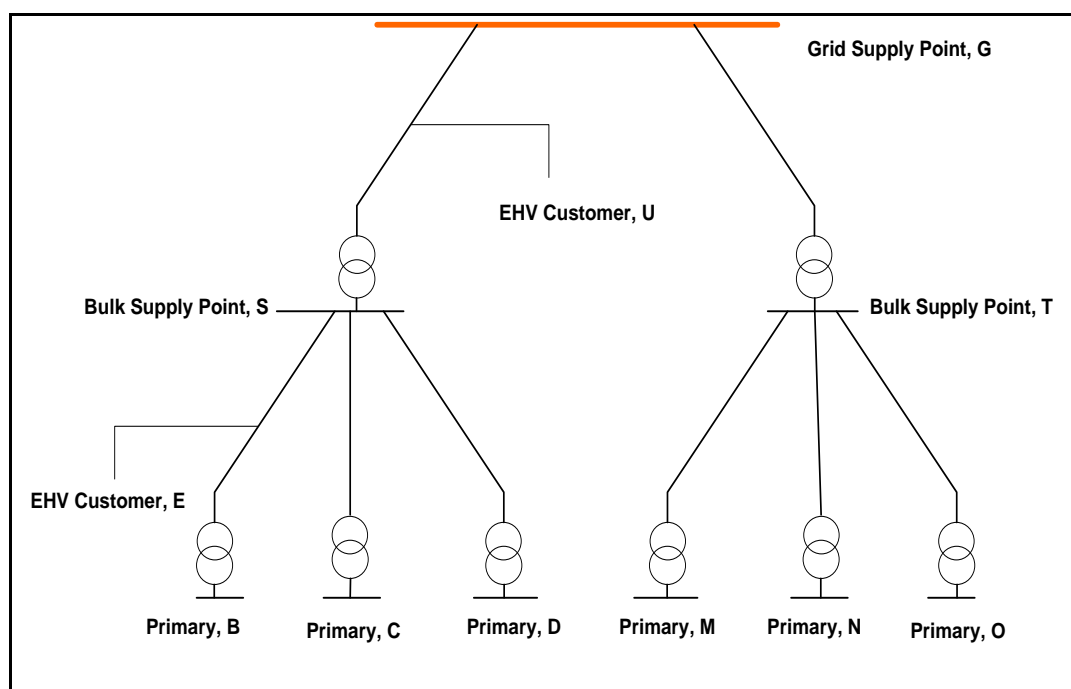 Grid Supply Point, G
EHV Customer, U
Bulk Supply Point, S
Bulk Supply Point, T
EHV Customer, E
Primary, B
Primary, C
Primary, D
Primary, M
Primary, N
Primary, O